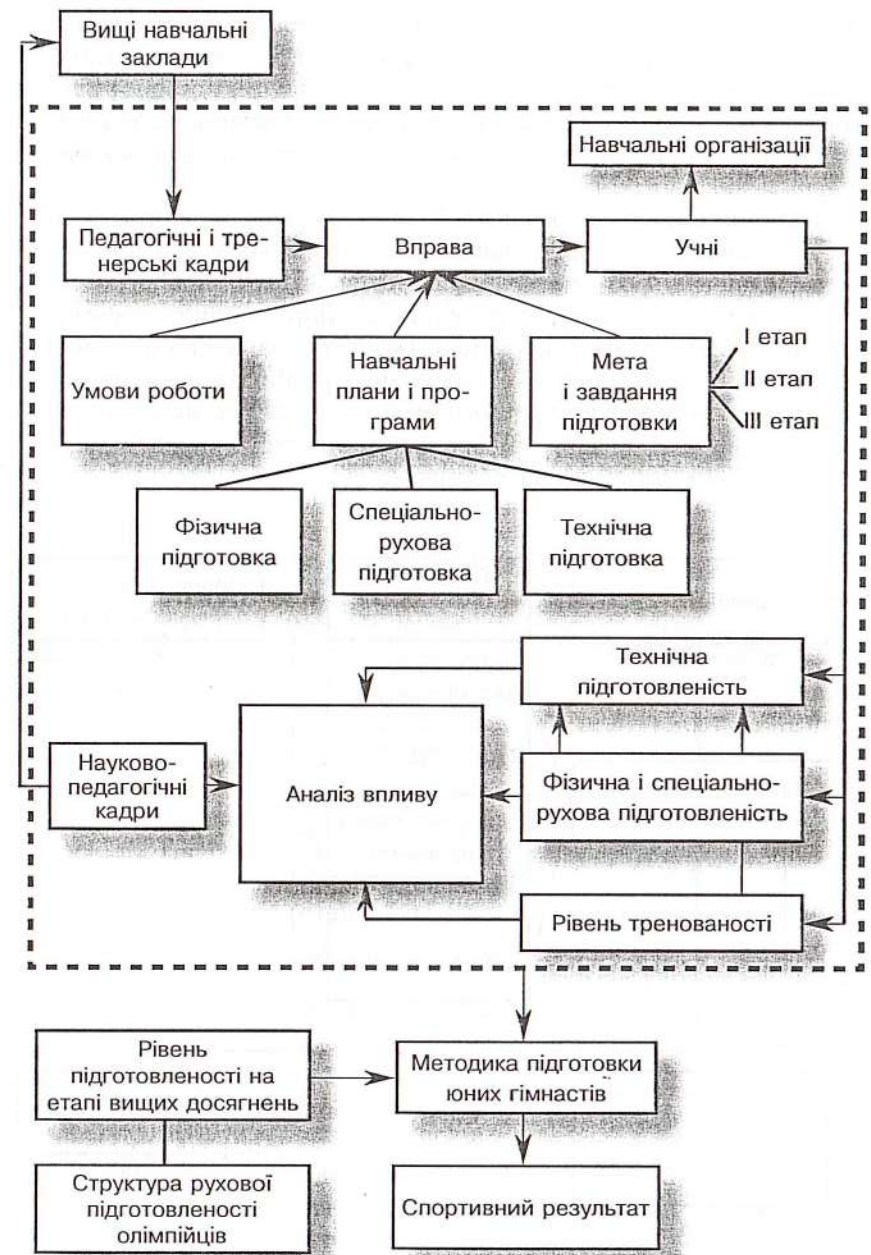 Вищі навчальні
заклади
Навчальні організації
Педагогічні і тре-
нерські кадри
Вправа
Учні
Умови роботи
Навчальні
плани і про-
грами
Мета
і завдання
підготовки
I етап
II етап
III етап
Фізична
підготовка
Спеціально-
рухова
підготовка
Технічна
підготовка
Технічна
підготовленість
Науково-
педагогічні
кадри
Аналіз впливу
Фізична і спеціально-
рухова підготовленість
Рівень тренованості
Рівень
підготовленості на
етапі вищих досягнень
Методика підготовки
юних гімнастів
Структура рухової
підготовленості
олімпійців
Спортивний результат